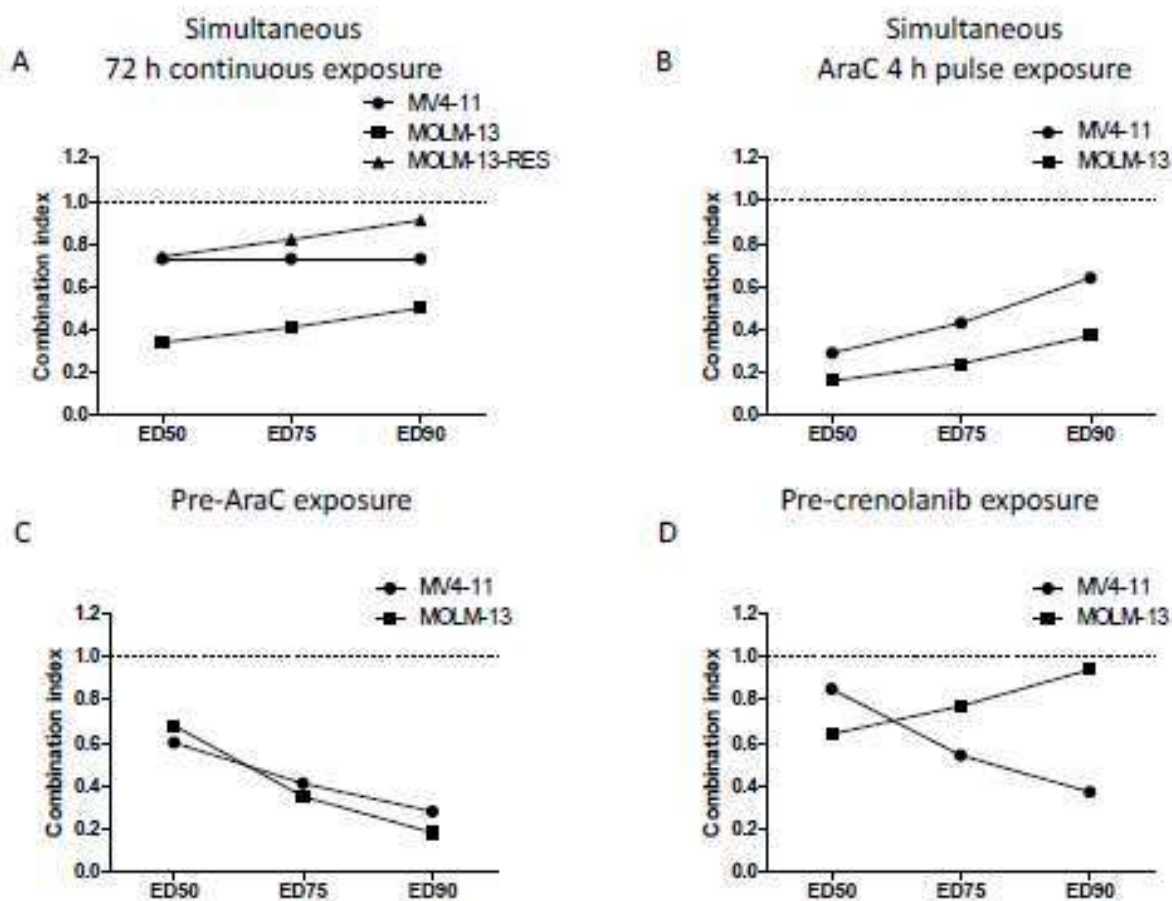 A
Simultaneous
72 h continuous exposure
MV4-11
MOLM-13
MOLM-13-RES
Combination index
1.2
1.0
0.8
0.6
0.4
0.2
0.0
ED50 ED75 ED90
B
Simultaneous
AraC 4 h pulse exposure
MV4-11
MOLM-13
Combination index
1.2
1.0
0.8
0.6
0.4
0.2
0.0
ED50 ED75 ED90
C
Pre-AraC exposure
MV4-11
MOLM-13
Combination index
1.2
1.0
0.8
0.6
0.4
0.2
0.0
ED50 ED75 ED90
D
Pre-crenolanib exposure
MV4-11
MOLM-13
Combination index
1.2
1.0
0.8
0.6
0.4
0.2
0.0
ED50 ED75 ED90